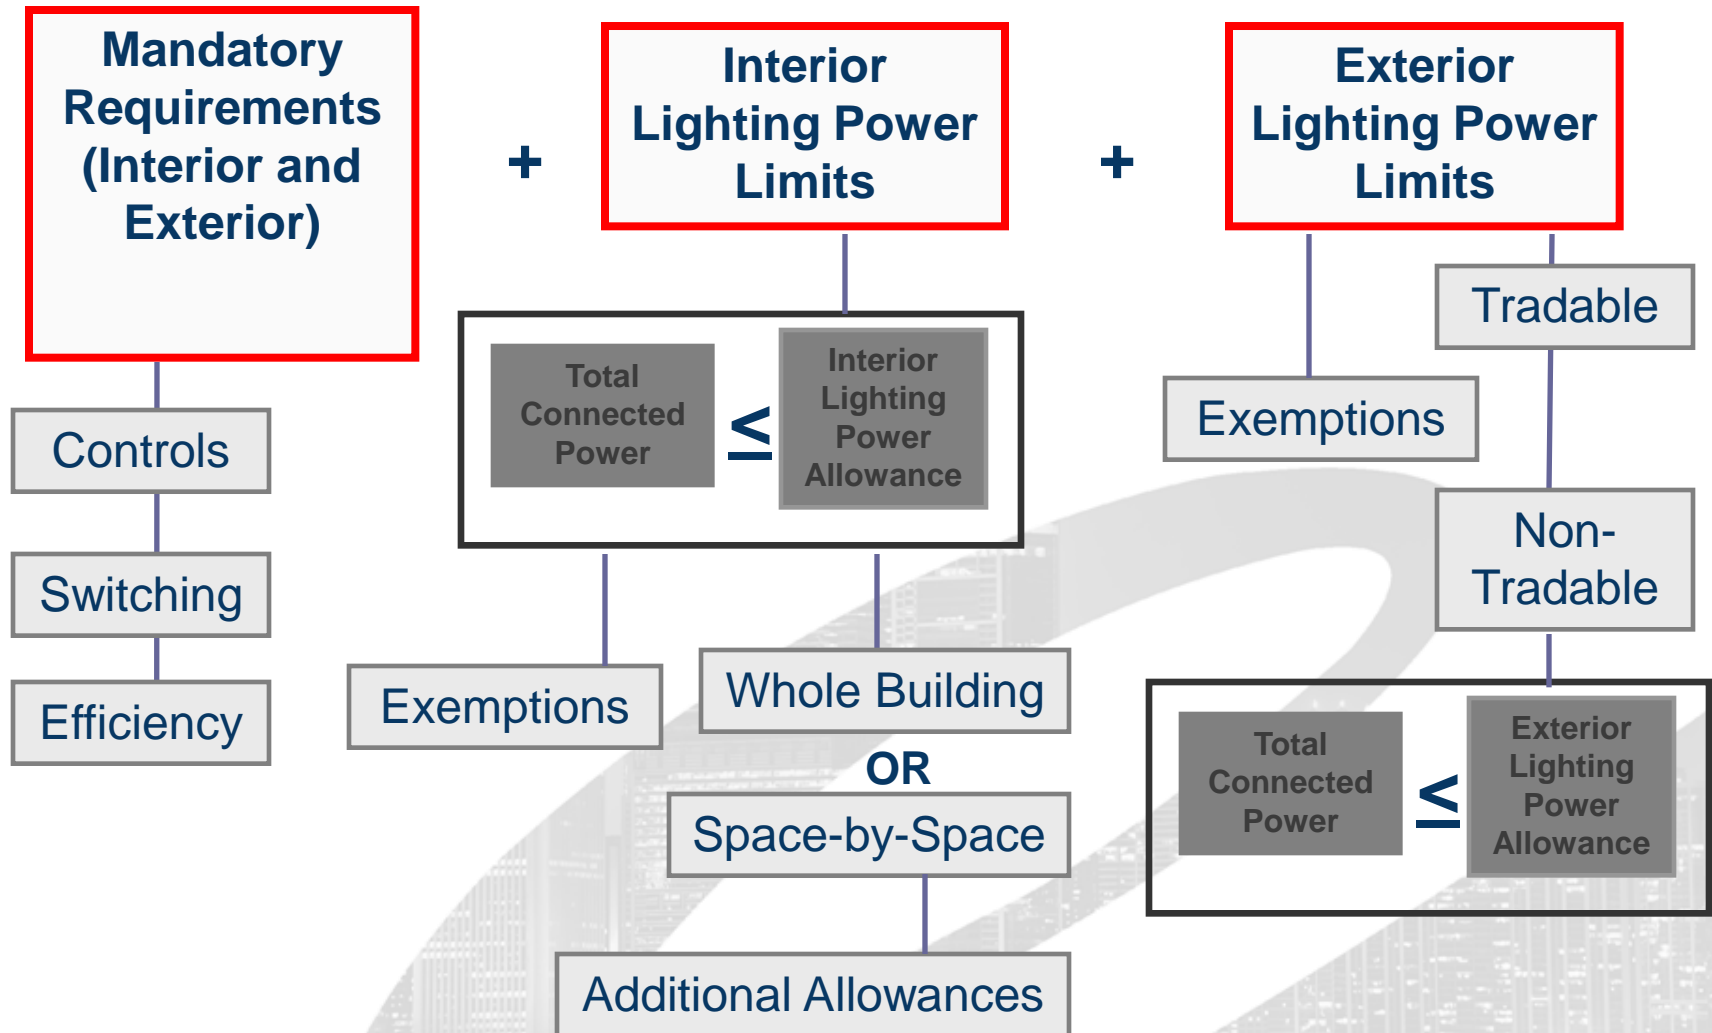 Mandatory
Requirements
(Interior and
Exterior)
+
Interior
Lighting Power
Limits
+
Exterior
Lighting Power
Limits
Controls
Switching
Efficiency
Total
Connected
Power
≤
Interior
Lighting
Power
Allowance
Exemptions
Whole Building
OR
Space-by-Space
Additional Allowances
Tradable
Exemptions
Non-
Tradable
Total
Connected
Power
≤
Exterior
Lighting
Power
Allowance